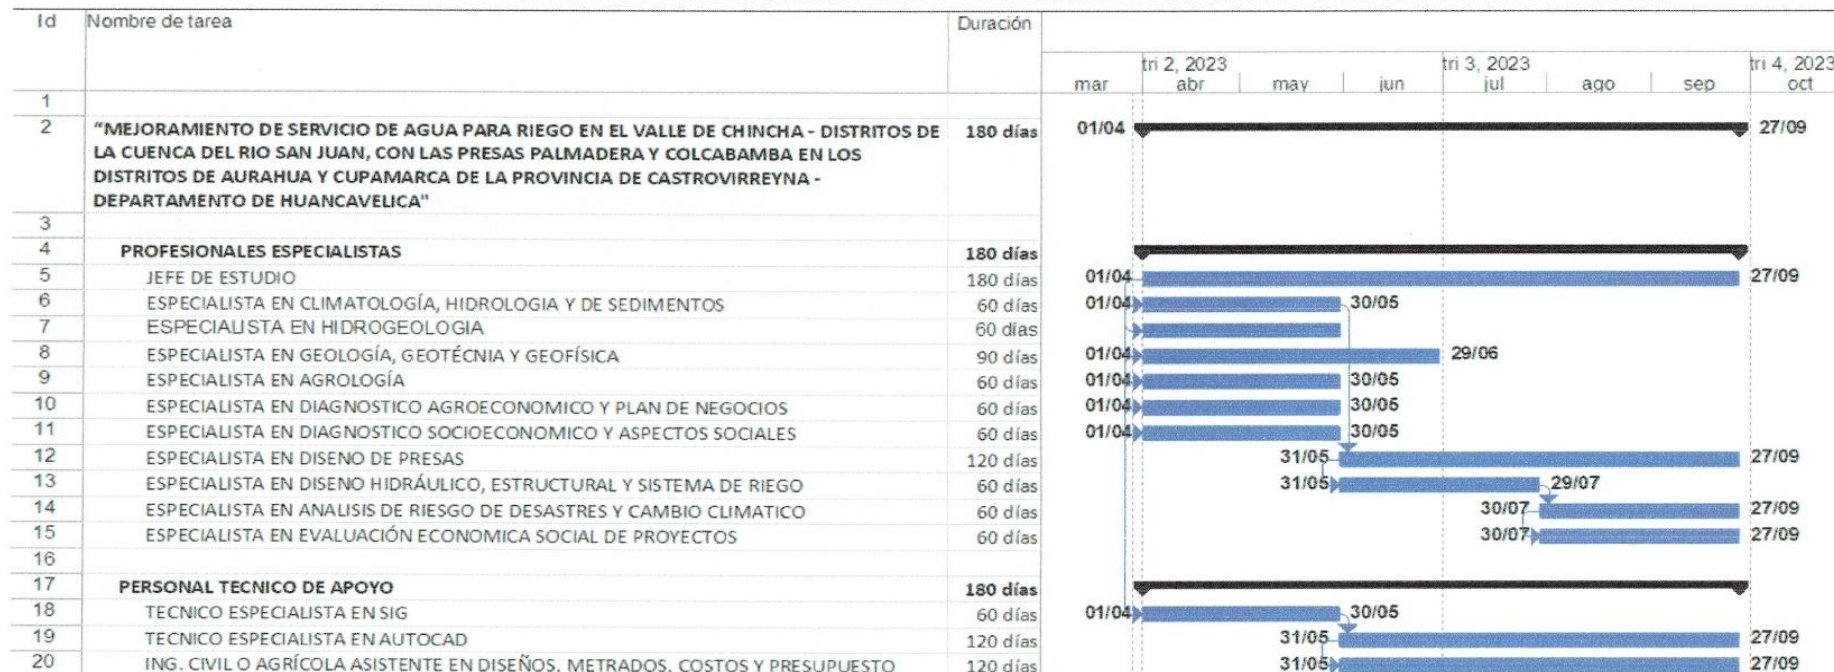 Id Nombre de tarea Duración
tri 2, 2023 tri 3, 2023 tri 4, 2023
mar abr may jun jul ago sep oct
1
2 "MEJORAMIENTO DE SERVICIO DE AGUA PARA RIEGO EN EL VALLE DE CHINCHA - DISTRITOS DE 180 días 01/04 27/09
LA CUENCA DEL RIO SAN JUAN, CON LAS PRESAS PALMADERA Y COLCABAMBA EN LOS
DISTRITOS DE AURAHUA Y CUPAMARCA DE LA PROVINCIA DE CASTROVIRREYNA -
DEPARTAMENTO DE HUANCAVELICA"
3
4 PROFESIONALES ESPECIALISTAS 180 días
5 JEFE DE ESTUDIO 180 días 01/04 27/09
6 ESPECIALISTA EN CLIMATOLOGÍA, HIDROLOGIA Y DE SEDIMENTOS 60 días 01/04 30/05
7 ESPECIALISTA EN HIDROGEOLOGIA 60 días
8 ESPECIALISTA EN GEOLOGÍA, GEOTÉCNIA Y GEOFÍSICA 90 días 01/04 29/06
9 ESPECIALISTA EN AGROLOGÍA 60 días 01/04 30/05
10 ESPECIALISTA EN DIAGNOSTICO AGROECONOMICO Y PLAN DE NEGOCIOS 60 días 01/04 30/05
11 ESPECIALISTA EN DIAGNOSTICO SOCIOECONOMICO Y ASPECTOS SOCIALES 60 días 01/04 30/05
12 ESPECIALISTA EN DISENO DE PRESAS 120 días 31/05 27/09
13 ESPECIALISTA EN DISENO HIDRÁULICO, ESTRUCTURAL Y SISTEMA DE RIEGO 60 días 31/05 29/07
14 ESPECIALISTA EN ANALISIS DE RIESGO DE DESASTRES Y CAMBIO CLIMATICO 60 días 30/07 27/09
15 ESPECIALISTA EN EVALUACIÓN ECONOMICA SOCIAL DE PROYECTOS 60 días 30/07 27/09
16
17 PERSONAL TECNICO DE APOYO 180 días
18 TECNICO ESPECIALISTA EN SIG 60 días 01/04 30/05
19 TECNICO ESPECIALISTA EN AUTOCAD 120 días 31/05 27/09
20 ING. CIVIL O AGRÍCOLA ASISTENTE EN DISEÑOS, METRADOS, COSTOS Y PRESUPUESTO 120 días 31/05 27/09